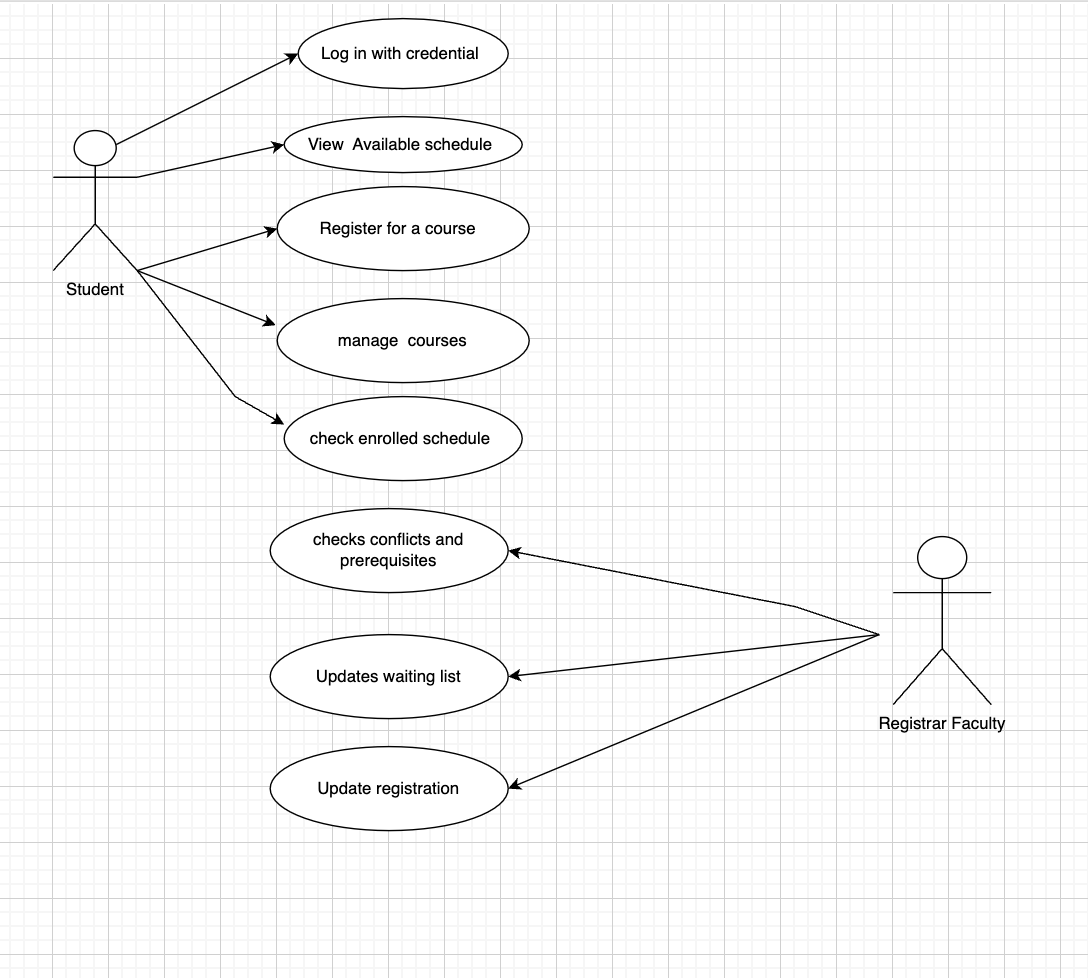 Log in with credential
View  Available schedule
Register for a course
Student
manage  courses
check enrolled schedule
checks conflicts and
prerequisites
Updates waiting list
Registrar Faculty
Update registration